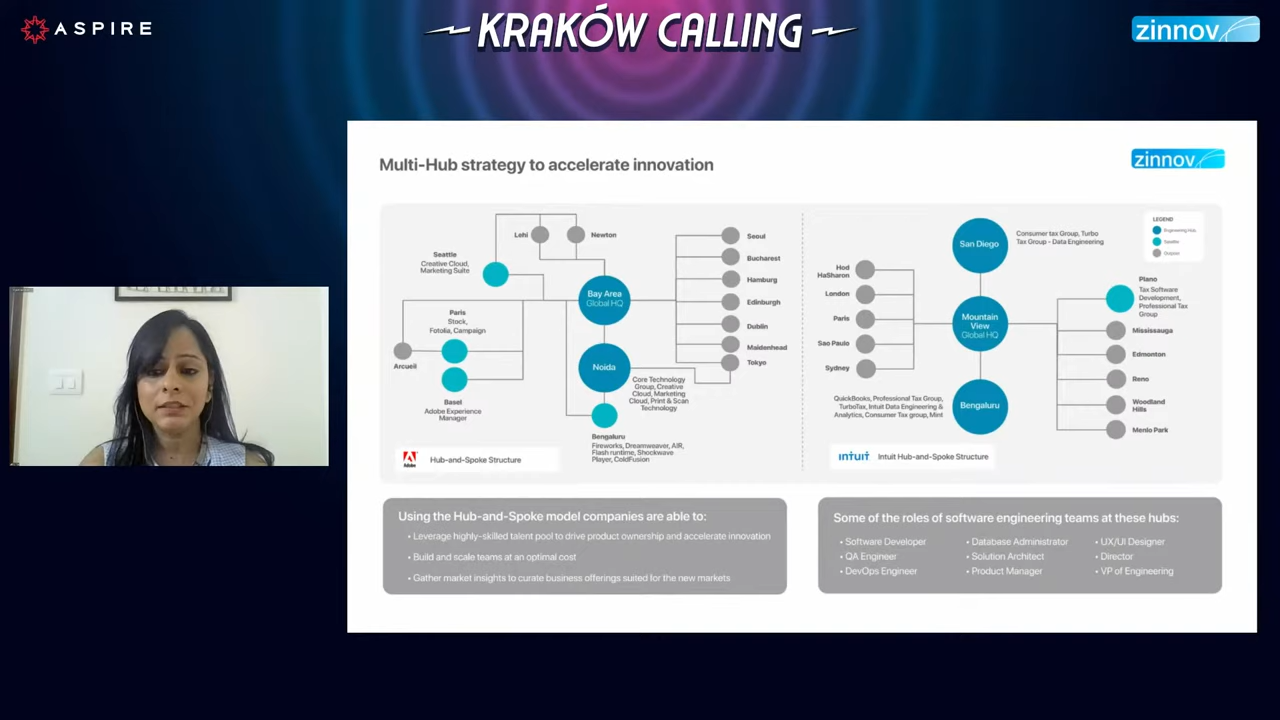 ASPIRE
KRAKÓW CALLING
zinnov
Multi-Hub strategy to accelerate innovation
zinnov
Lehi
Newton
Seattle
Creative Cloud,
Marketing Suite
Bay Area
Global HQ
Paris
Stock,
Fotolia, Campaign
Arcueil
Basel
Adobe Experience
Manager
Noida
Core Technology
Group, Creative
Cloud, Marketing
Cloud, Print & Scan
Technology
Bengaluru
Fireworks, Dreamweaver, AIR,
Flash runtime, Shockwave
Player, ColdFusion
Seoul
Bucharest
Hamburg
Edinburgh
Dublin
Maidenhead
Tokyo
Adobe
Hub-and-Spoke Structure
San Diego
Consumer tax Group, Turbo
Tax Group - Data Engineering
LEGEND
Engineering Hub
Satellite
Outpost
Hod
HaSharon
London
Paris
Sao Paulo
Sydney
Mountain
View
Global HQ
QuickBooks, Professional Tax Group,
TurboTax, Intuit Data Engineering &
Analytics, Consumer Tax group, Mint
Bengaluru
Plano
Tax Software
Development,
Professional Tax
Group
Mississauga
Edmonton
Reno
Woodland
Hills
Menlo Park
INTUIT
Intuit Hub-and-Spoke Structure
Using the Hub-and-Spoke model companies are able to:
• Leverage highly-skilled talent pool to drive product ownership and accelerate innovation
• Build and scale teams at an optimal cost
• Gather market insights to curate business offerings suited for the new markets
Some of the roles of software engineering teams at these hubs:
• Software Developer
• QA Engineer
• DevOps Engineer
• Database Administrator
• Solution Architect
• Product Manager
• UX/UI Designer
• Director
• VP of Engineering